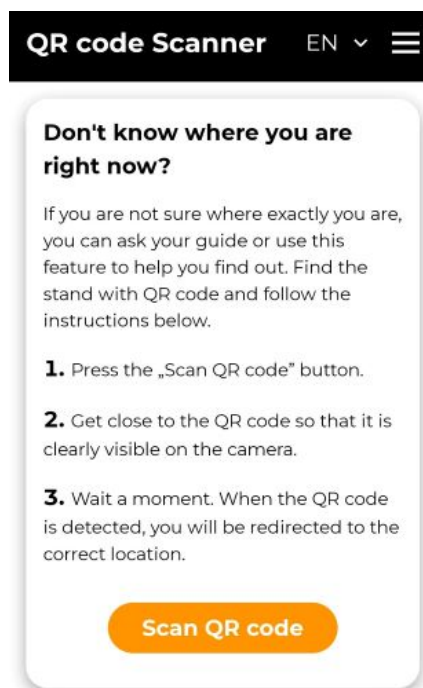 QR code Scanner EN
Don't know where you are
right now?
If you are not sure where exactly you are,
you can ask your guide or use this
feature to help you find out. Find the
stand with QR code and follow the
instructions below.
1. Press the „Scan QR code” button.
2. Get close to the QR code so that it is
clearly visible on the camera.
3. Wait a moment. When the QR code
is detected, you will be redirected to the
correct location.
Scan QR code